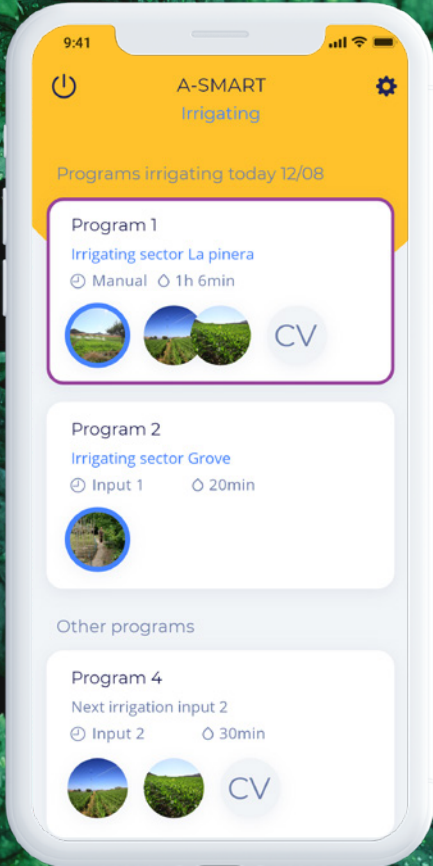 9:41
A-SMART
Irrigating
Programs irrigating today 12/08
Program 1
Irrigating sector La pinera
Manual 1h 6min
CV
Program 2
Irrigating sector Grove
Input 1 20min
Other programs
Program 4
Next irrigation input 2
Input 2 30min
CV